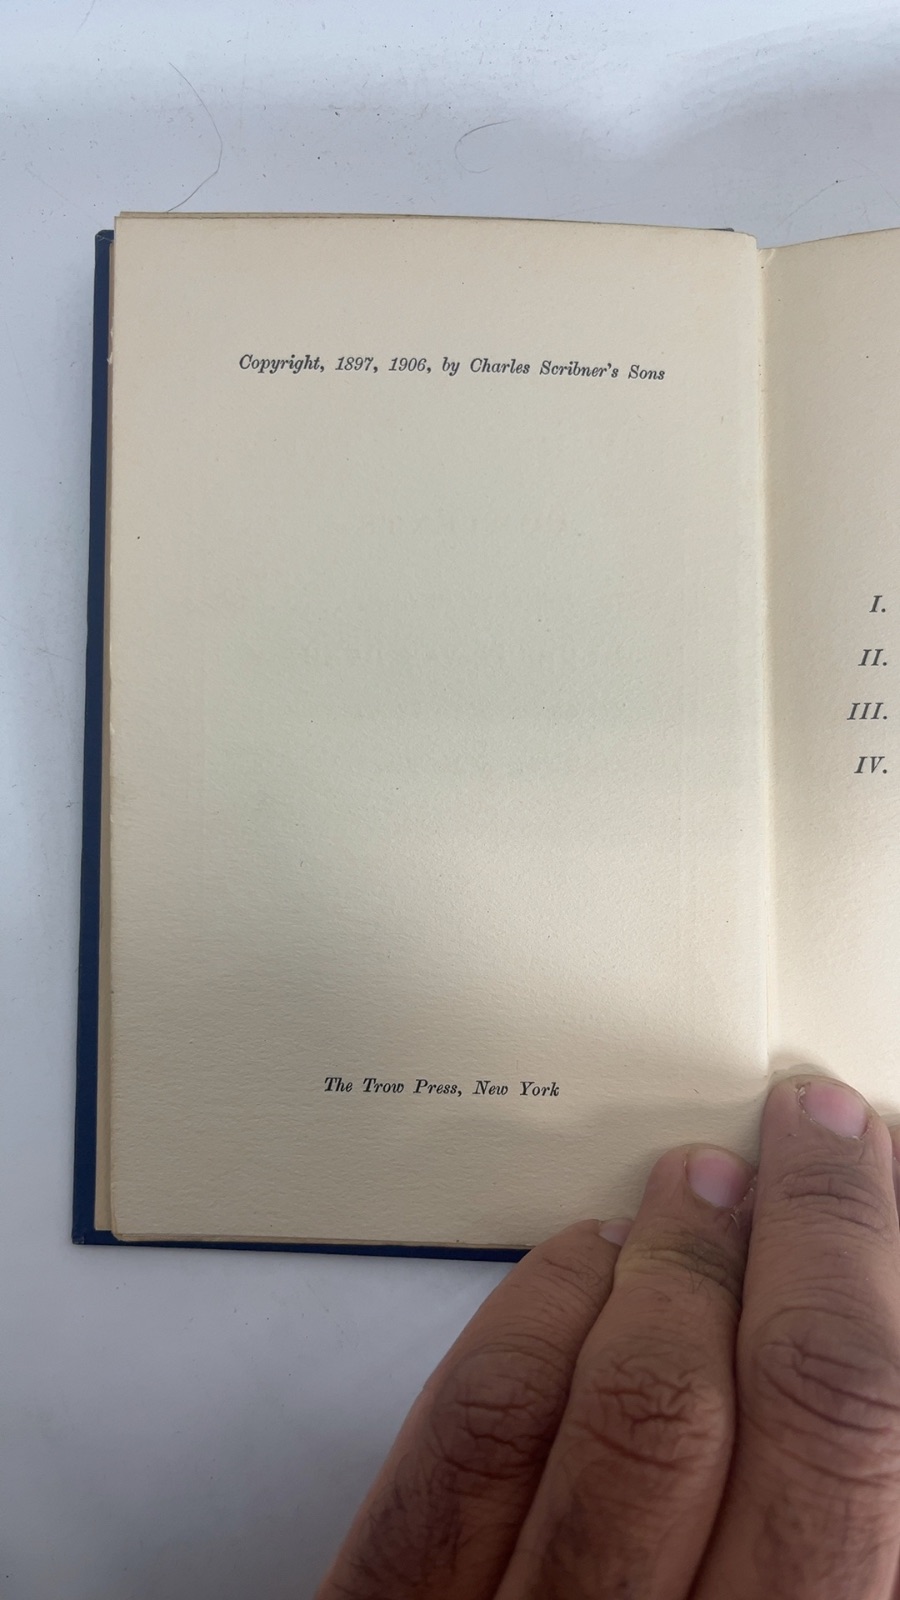 Copyright, 1897, 1906, by Charles Scribner's Sons
The Trow Press, New York
I.
II.
III.
IV.